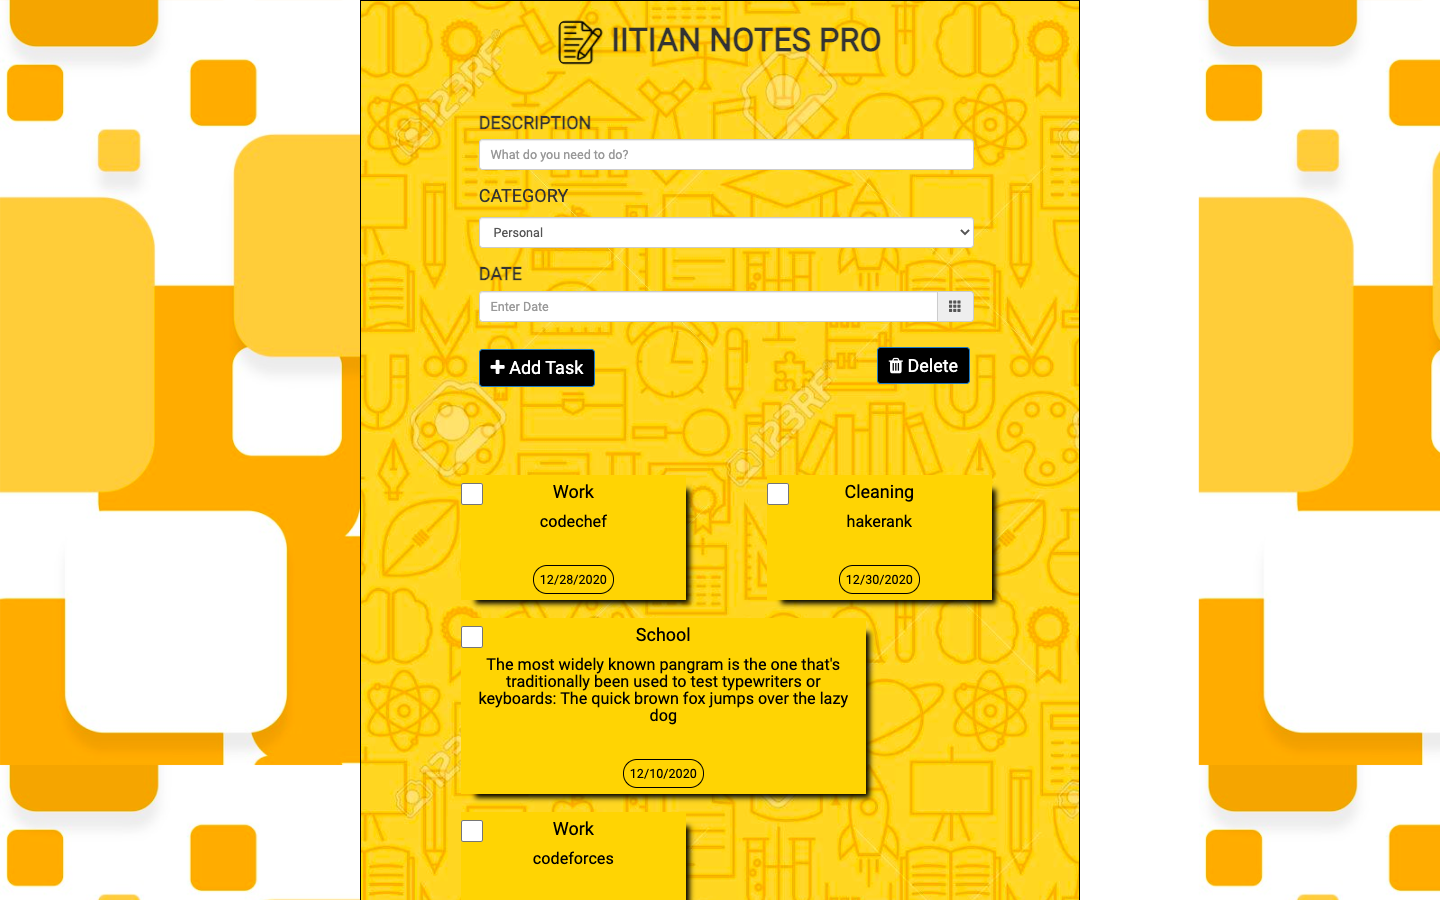 IITIAN NOTES PRO
DESCRIPTION
What do you need to do?
CATEGORY
Personal
DATE
Enter Date
Add Task
Delete
Work
codechef
12/28/2020
Cleaning
hakerank
12/30/2020
School
The most widely known pangram is the one that's
traditionally been used to test typewriters or
keyboards: The quick brown fox jumps over the lazy
dog
12/10/2020
Work
codeforces
123RF
123RF
123RF